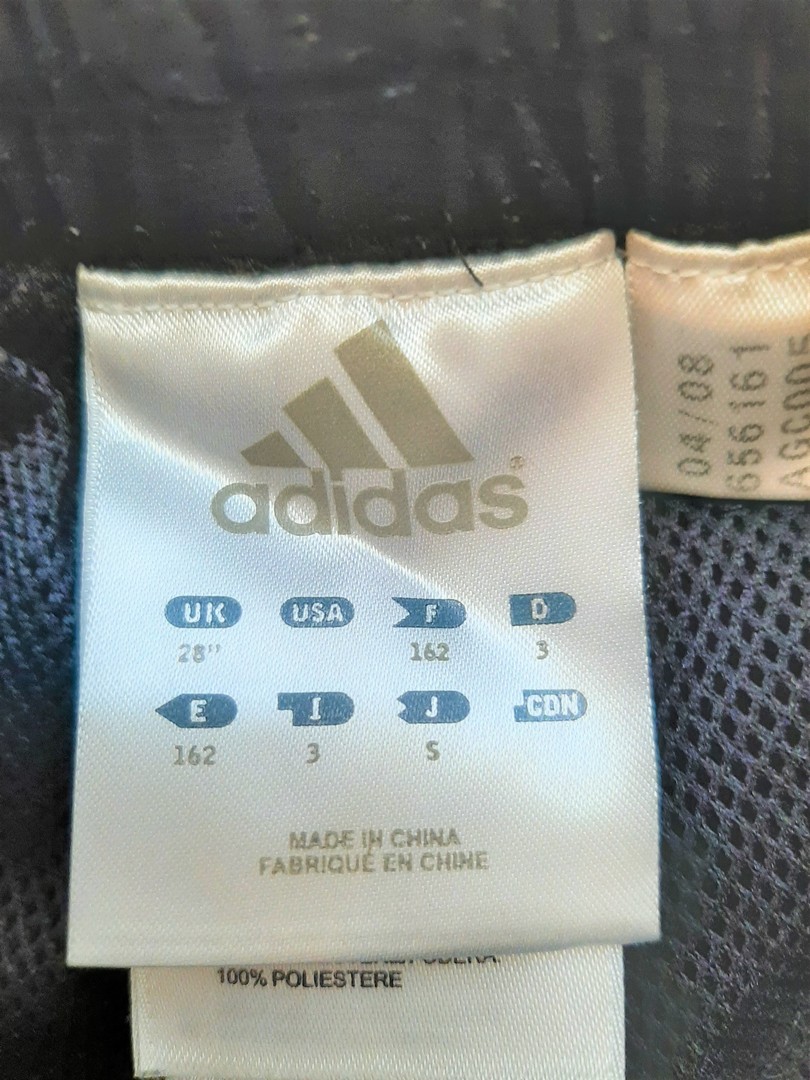 adidas®
UK USA F D
28" 162 3
E I J CDN
162 3 S
MADE IN CHINA
FABRIQUÉ EN CHINE
100% POLIESTERE
04/08
656161